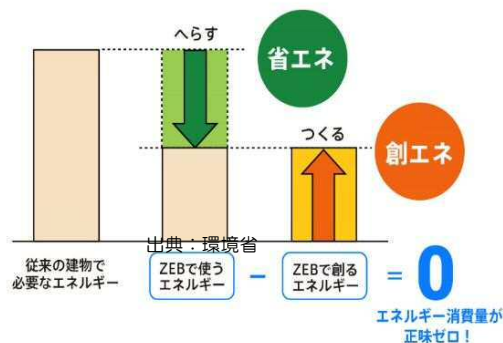 へらす
省エネ
つくる
創エネ
出典：環境省
従来の建物で
必要なエネルギー
ZEBで使う
エネルギー
－
ZEBで創る
エネルギー
＝0
エネルギー消費量が
正味ゼロ！